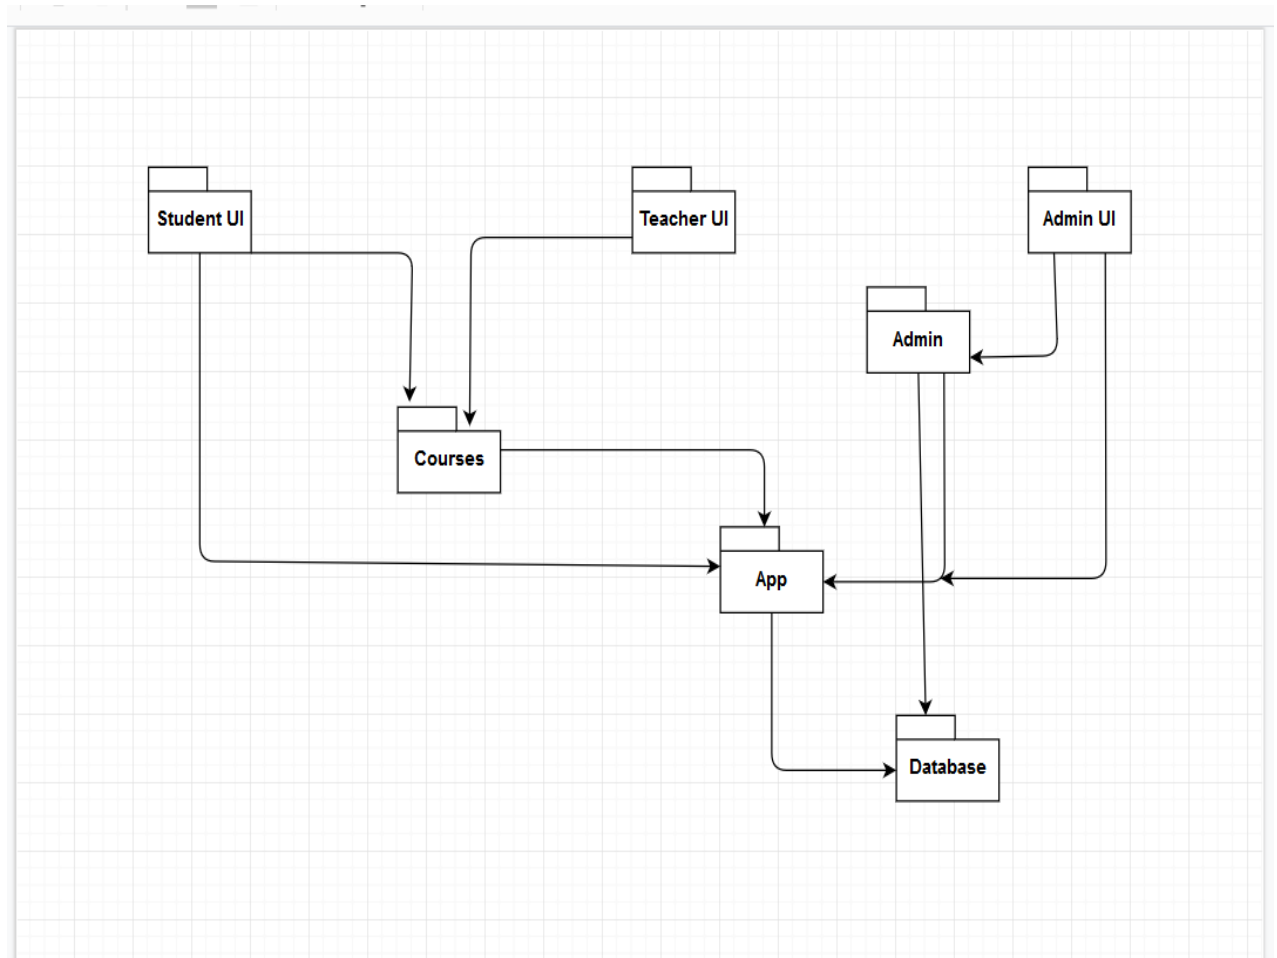 Student UI
Teacher UI
Admin UI
Admin
Courses
App
Database